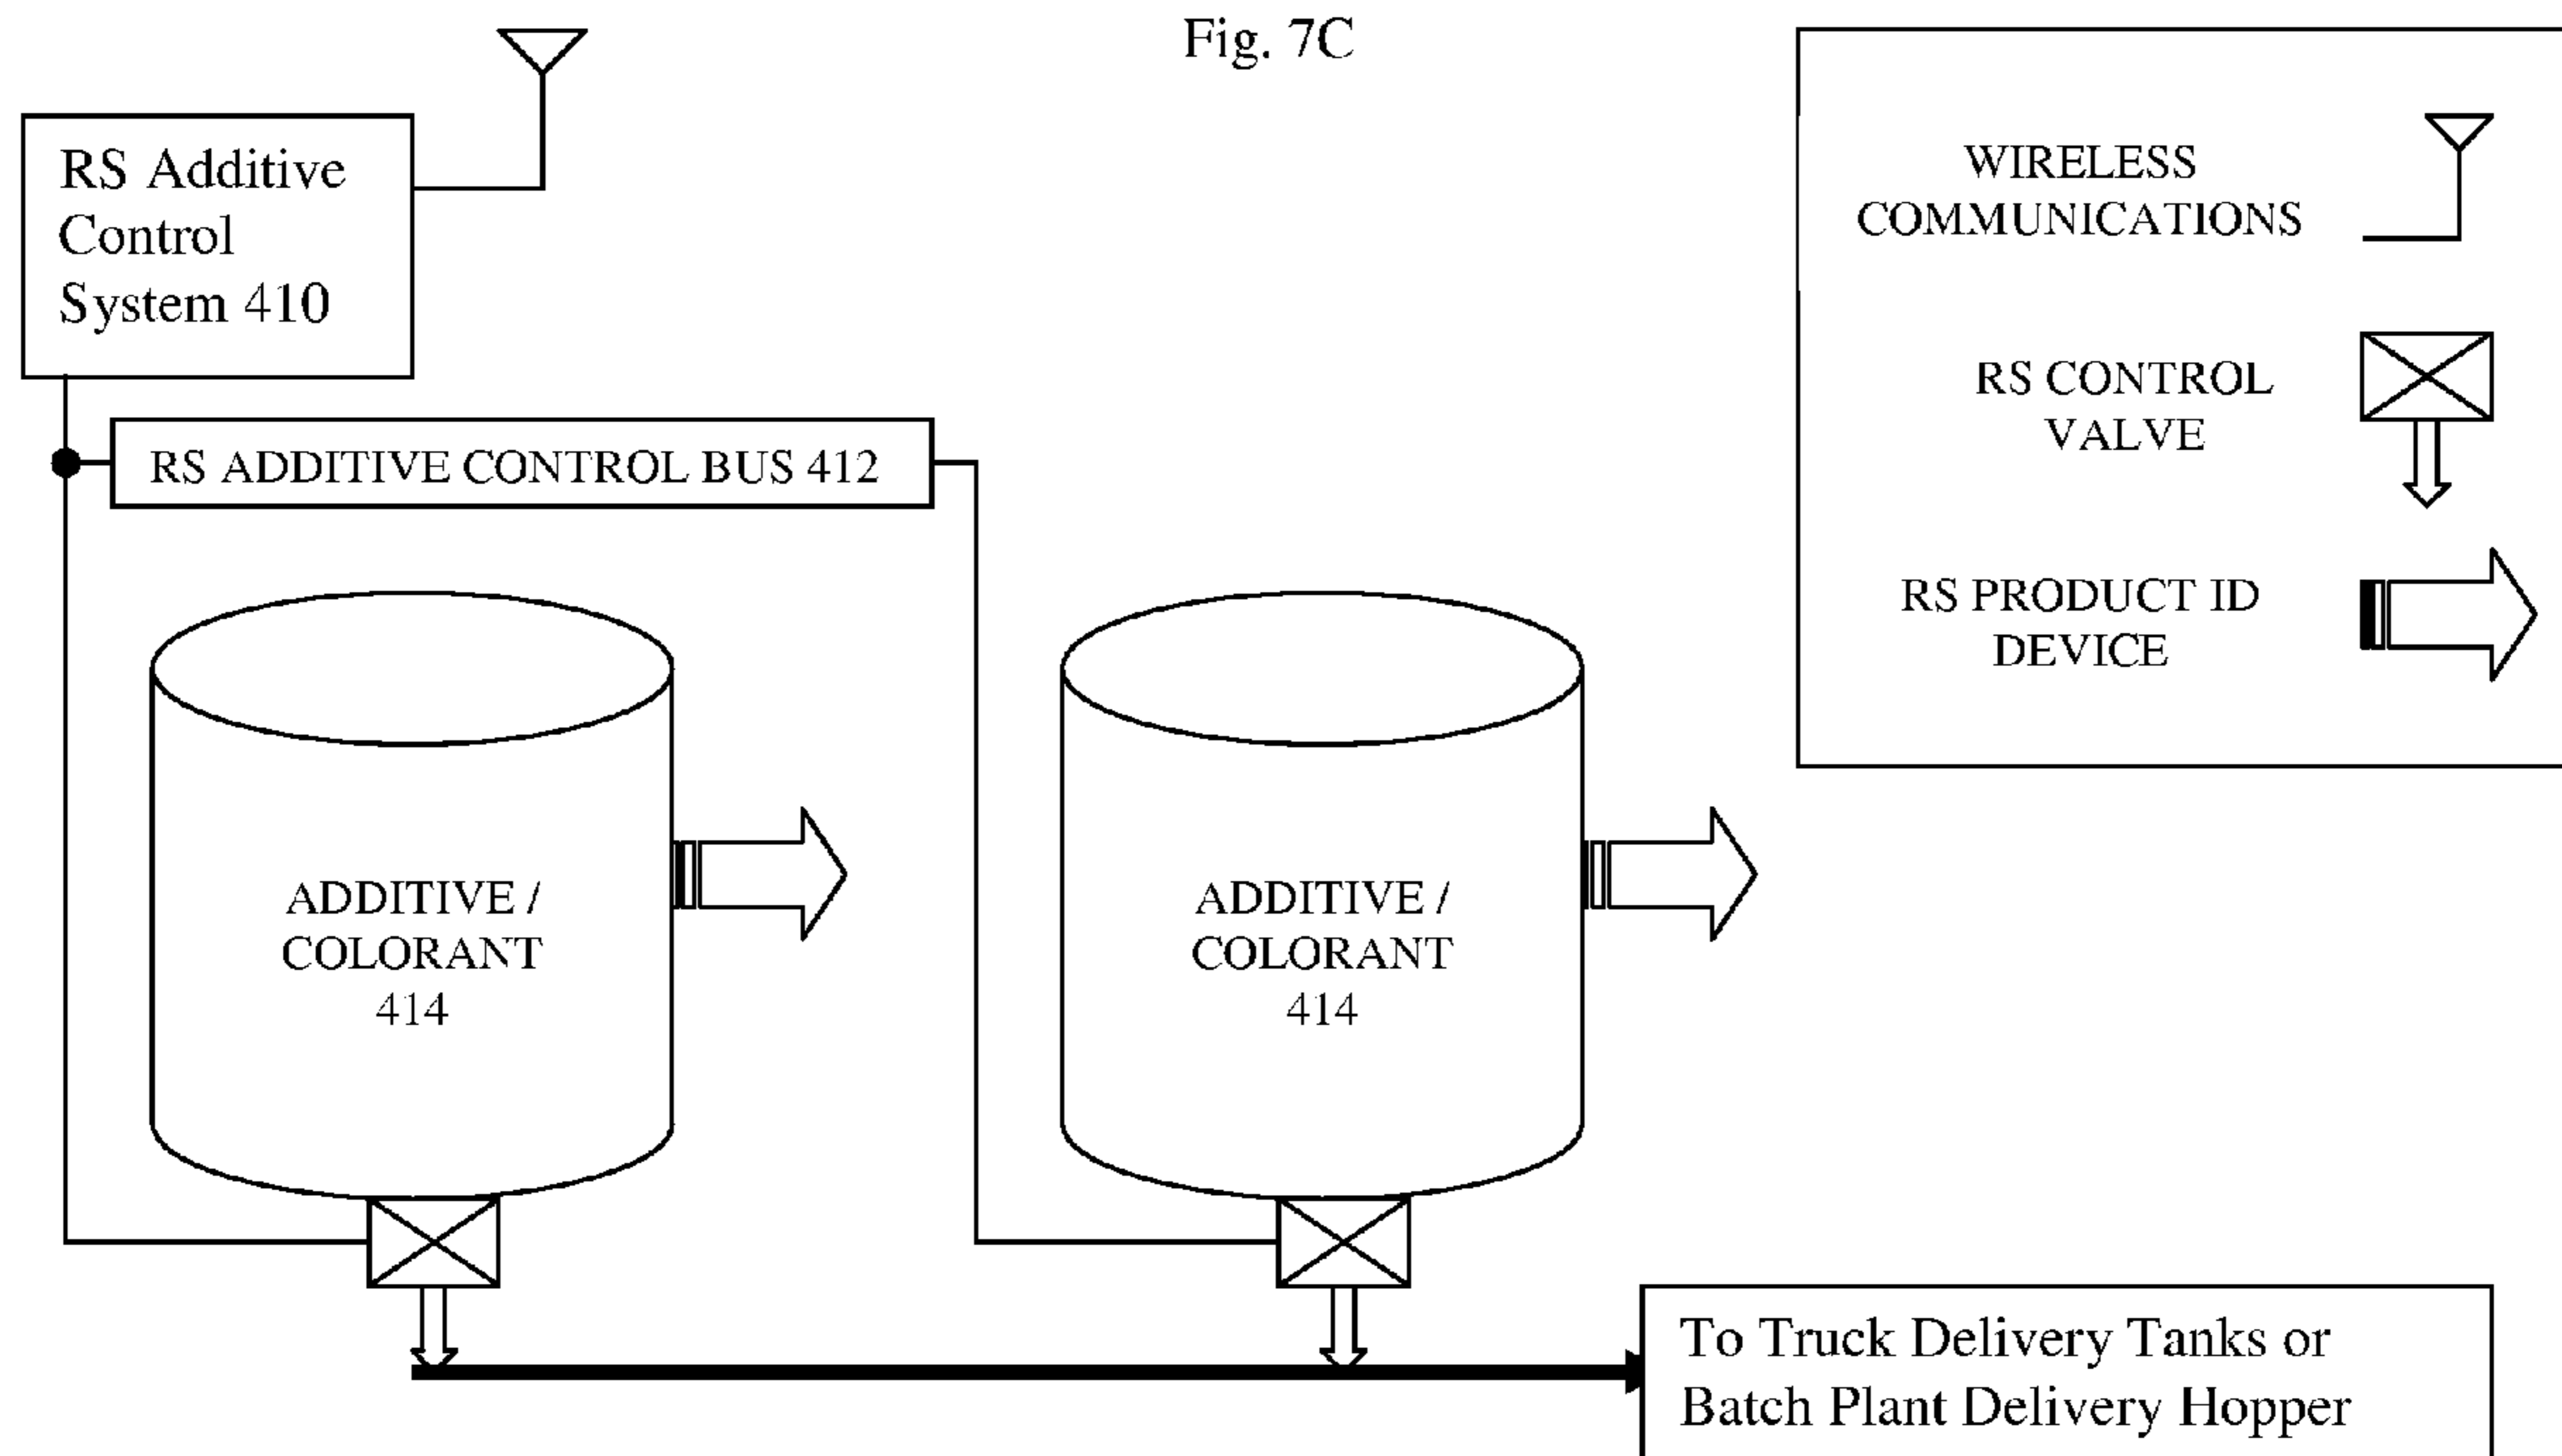 Fig. 7C
RS Additive
Control
System 410
WIRELESS
COMMUNICATIONS
RS CONTROL
VALVE
RS PRODUCT ID
DEVICE
RS ADDITIVE CONTROL BUS 412
ADDITIVE /
COLORANT
414
ADDITIVE /
COLORANT
414
To Truck Delivery Tanks or
Batch Plant Delivery Hopper